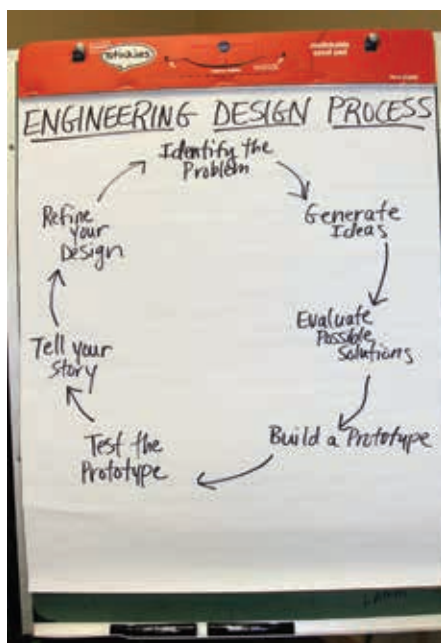 stickies
ENGINEERING DESIGN PROCESS
Identify the
Problem
Generate
Ideas
Evaluate
Possible
Solutions
Build a Prototype
Test the
Prototype
Tell your
Story
Refine
your
Design